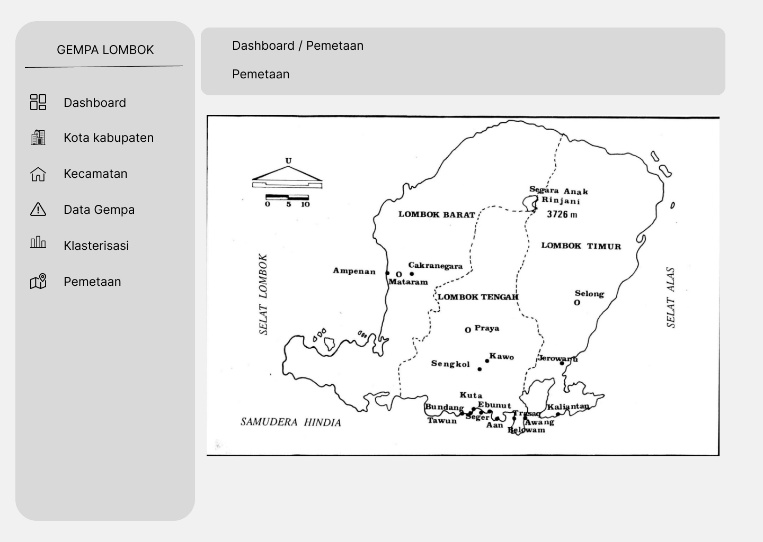 GEMPA LOMBOK
Dashboard
Kota kabupaten
Kecamatan
Data Gempa
Klasterisasi
Pemetaan
Dashboard / Pemetaan
Pemetaan
U
0 5 10
Segara Anak
Rinjani
3726 m
LOMBOK BARAT
LOMBOK TIMUR
Cakranegara
Ampenan
Mataram
LOMBOK TENGAH
Selong
SELAT LOMBOK
SELAT ALAS
Praya
Kawo
Jerowaru
Sengkol
Kuta
Ebunut
Bundang
Kaliantan
Trasaq
Seger
Tawun
Aan
Awang
Belowam
SAMUDERA HINDIA